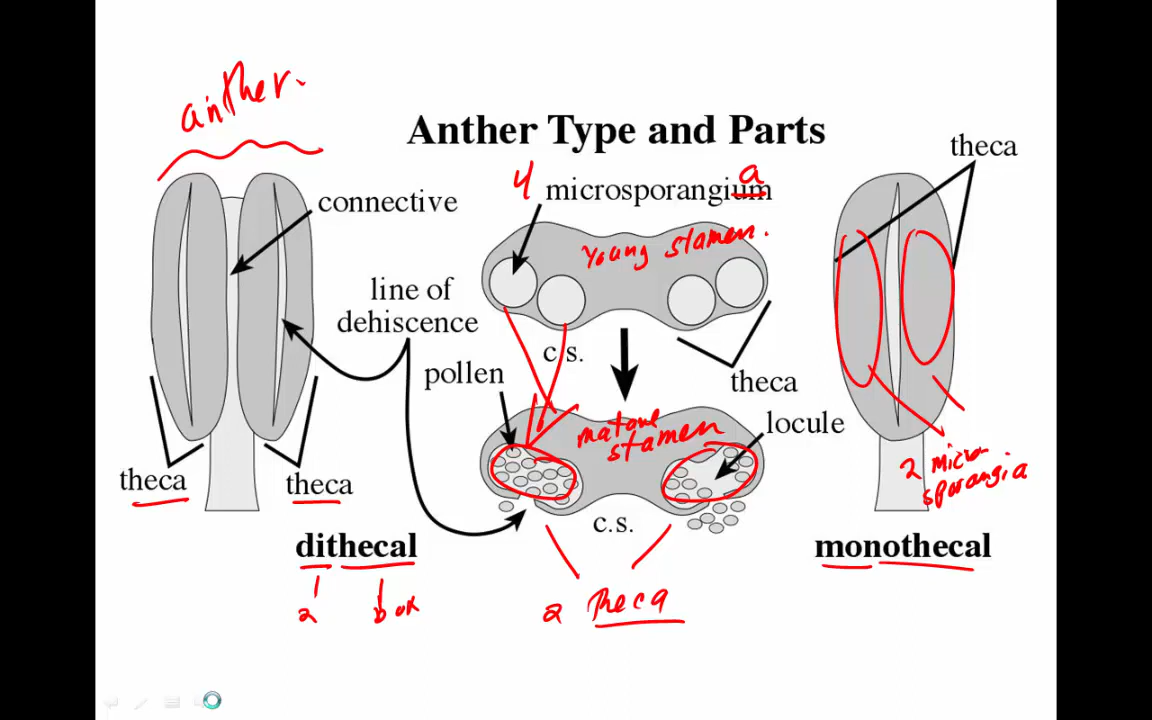 anther.
Anther Type and Parts
theca
4 microsporangium a
connective
young stamen.
line of
dehiscence
c.s.
pollen
theca
mature
stamen
locule
theca
theca
2 micro
sporangia
c.s.
dithecal
monothecal
2 box
2 theca